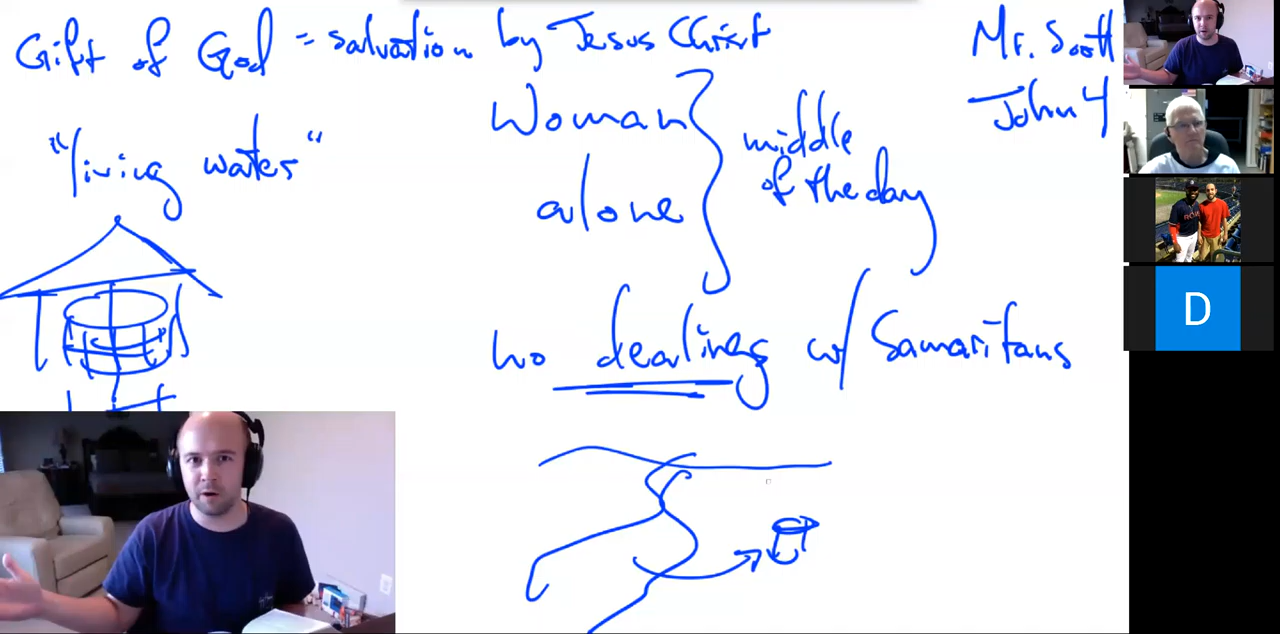 Gift of God = salvation by Jesus Christ
Mr. Scott
John 4
"living water"
Woman
alone
middle
of the day
no dealings w/ Samaritans
D